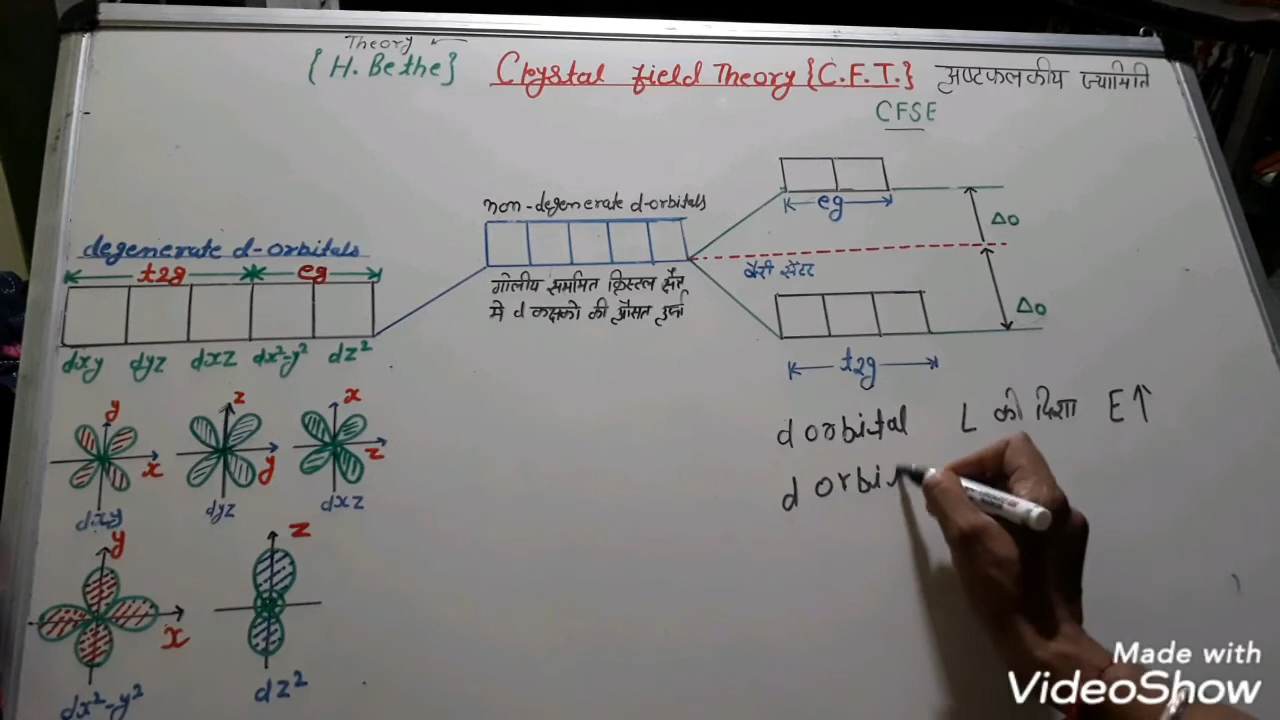 Theory
{H. Bethe}
Crystal field Theory {C.F.T.} अष्टफलकीय ज्यामिति
CFSE
non-degenerate d-orbitals
degenerate d-orbitals
t2g eg
eg
Δo
बैरी सेंटर
गोलीय सममित क्रिस्टल क्षेत्र
मे d कक्षको की औसत ऊर्जा
Δo
dxy dyz dxz dx²-y² dz²
t2g
d orbital L की दिशा E↑
d orbi
y
x
dxy
z
y
dyz
x
z
dxz
y
x
dx²-y²
z
dz²
Made with
VideoShow